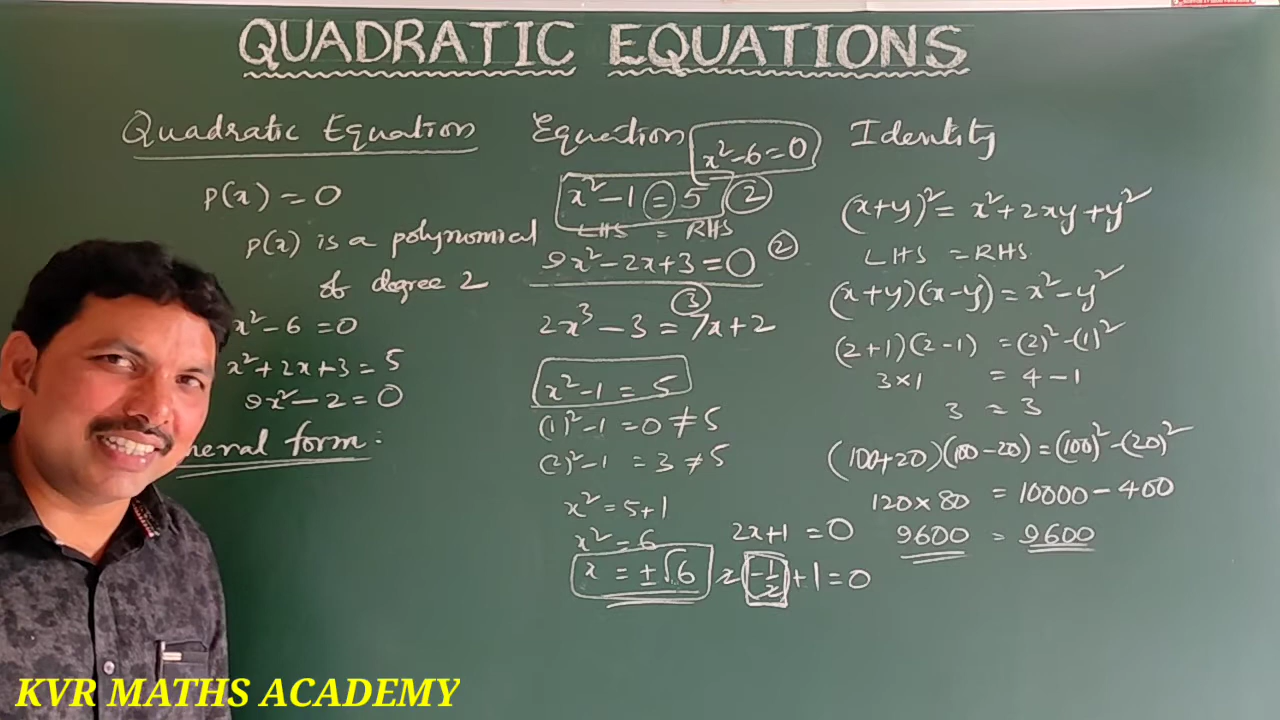 QUADRATIC EQUATIONS
Quadratic Equation
p(x) = 0
p(x) is a polynomial
of degree 2
x² - 6 = 0
x² + 2x + 3 = 5
9x² - 2 = 0
neral form :
Equation
x² - 6 = 0
x² - 1 = 5 ②
LHS = RHS
9x² - 2x + 3 = 0 ②
③
2x³ - 3 = 7x + 2
x² - 1 = 5
(1)² - 1 = 0 ≠ 5
(2)² - 1 = 3 ≠ 5
x² = 5 + 1
x² = 6
x = ±√6
2x + 1 = 0
2(-1/2) + 1 = 0
Identity
(x+y)² = x² + 2xy + y²
LHS = RHS
(x+y)(x-y) = x² - y²
(2+1)(2-1) = (2)² - (1)²
3 × 1 = 4 - 1
3 = 3
(100+20)(100-20) = (100)² - (20)²
120 × 80 = 10000 - 400
9600 = 9600
KVR MATHS ACADEMY